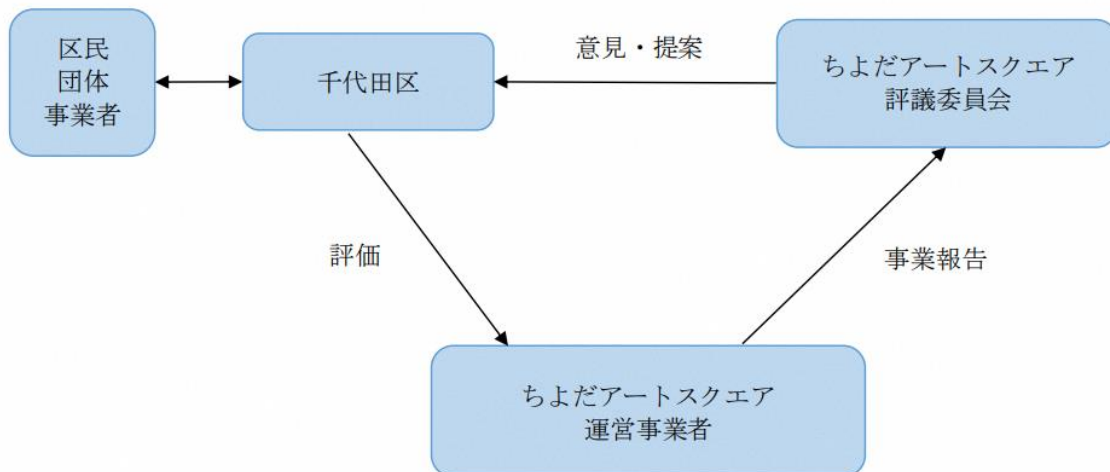 区民
団体
事業者
千代田区
意見・提案
ちよだアートスクエア
評議委員会
評価
事業報告
ちよだアートスクエア
運営事業者